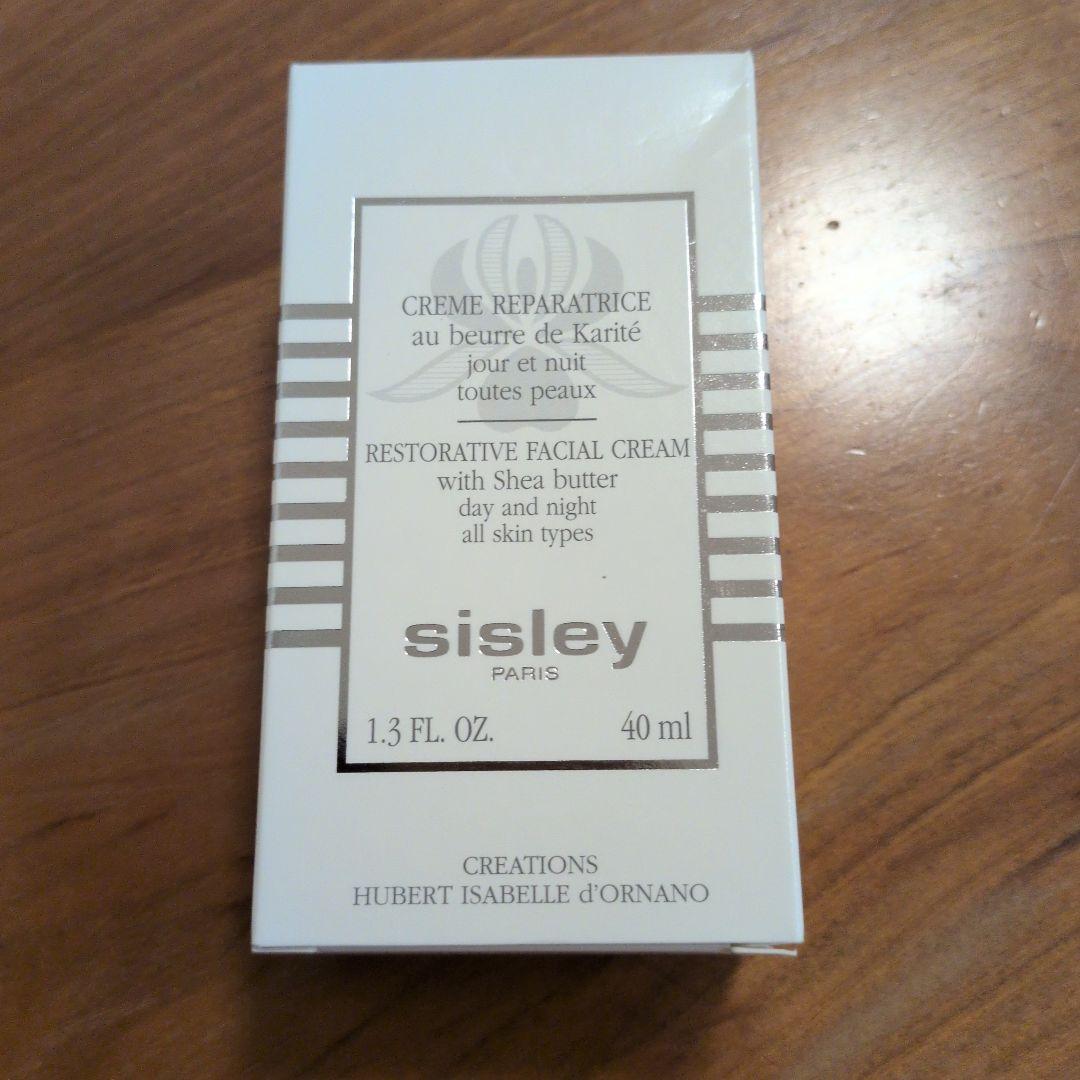 CREME REPARATRICE
au beurre de Karité
jour et nuit
toutes peaux
RESTORATIVE FACIAL CREAM
with Shea butter
day and night
all skin types
sisley
PARIS
1.3 FL. OZ. 40 ml
CREATIONS
HUBERT ISABELLE d'ORNANO